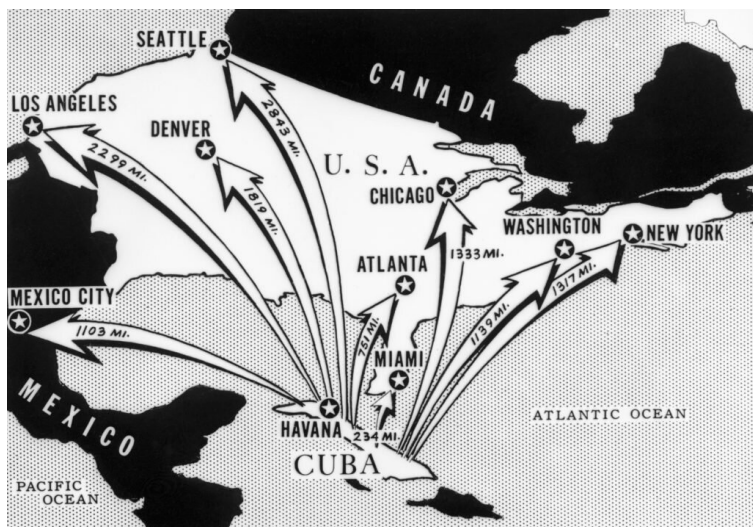 SEATTLE
CANADA
LOS ANGELES
2843 MI.
DENVER
2299 MI.
U. S. A.
1819 MI.
CHICAGO
WASHINGTON
NEW YORK
1333 MI.
ATLANTA
MEXICO CITY
1103 MI.
751 MI.
1139 MI.
1317 MI.
MIAMI
MEXICO
HAVANA
234 MI.
ATLANTIC OCEAN
CUBA
PACIFIC
OCEAN